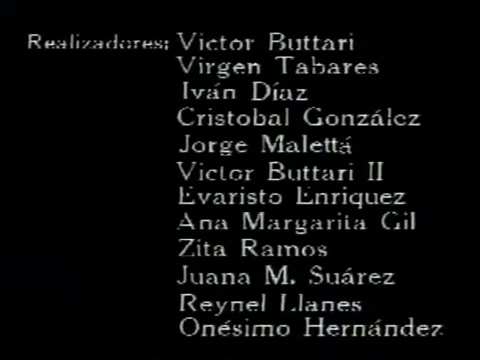 Realizadores: Victor Buttari
Virgen Tabares
Iván Díaz
Cristobal González
Jorge Malettá
Victor Buttari II
Evaristo Enriquez
Ana Margarita Gil
Zita Ramos
Juana M. Suárez
Reynel Llanes
Onésimo Hernández